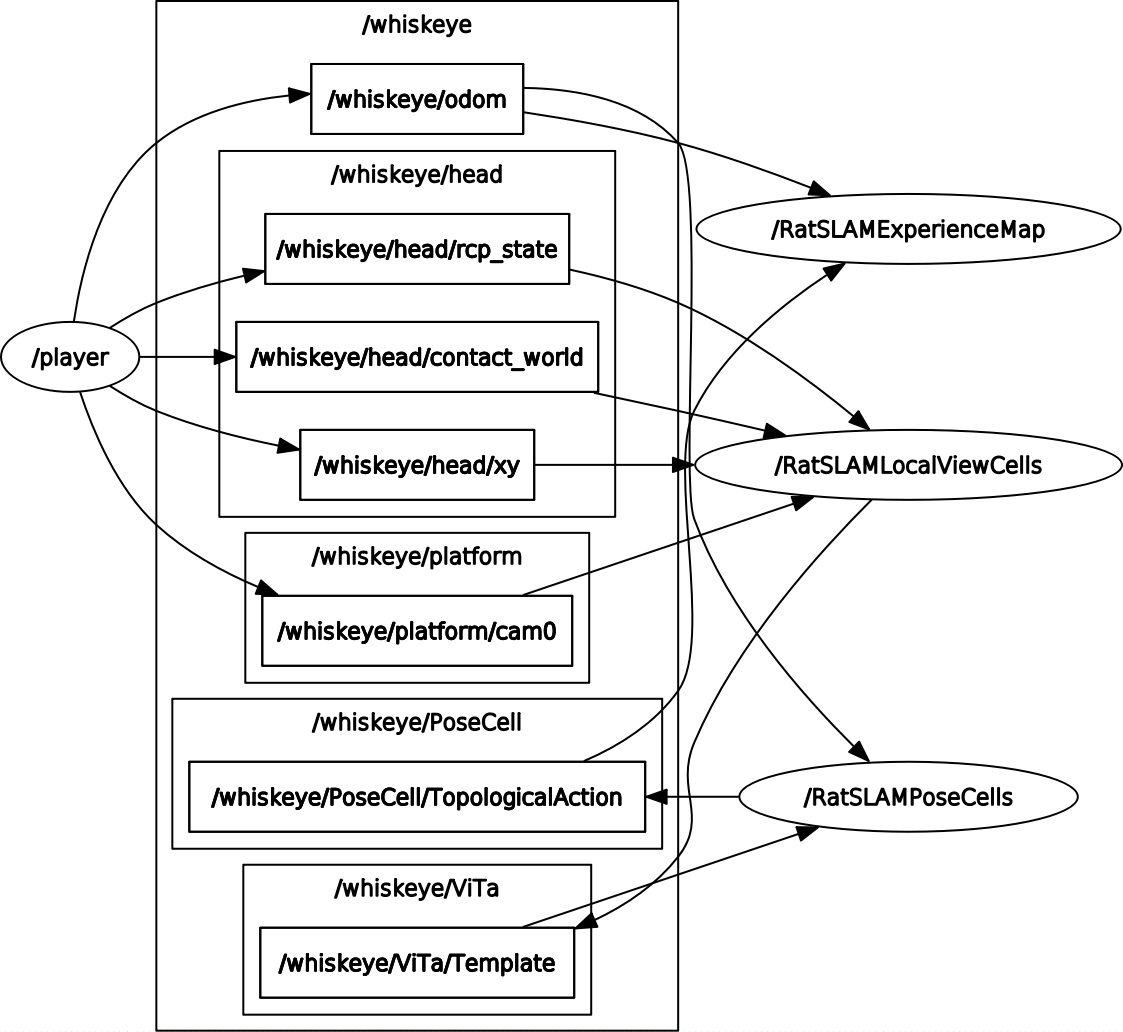 /whiskeye
/whiskeye/odom
/whiskeye/head
/RatSLAMExperienceMap
/whiskeye/head/rcp_state
/player
/whiskeye/head/contact_world
/whiskeye/head/xy
/RatSLAMLocalViewCells
/whiskeye/platform
/whiskeye/platform/cam0
/whiskeye/PoseCell
/whiskeye/PoseCell/TopologicalAction
/RatSLAMPoseCells
/whiskeye/ViTa
/whiskeye/ViTa/Template